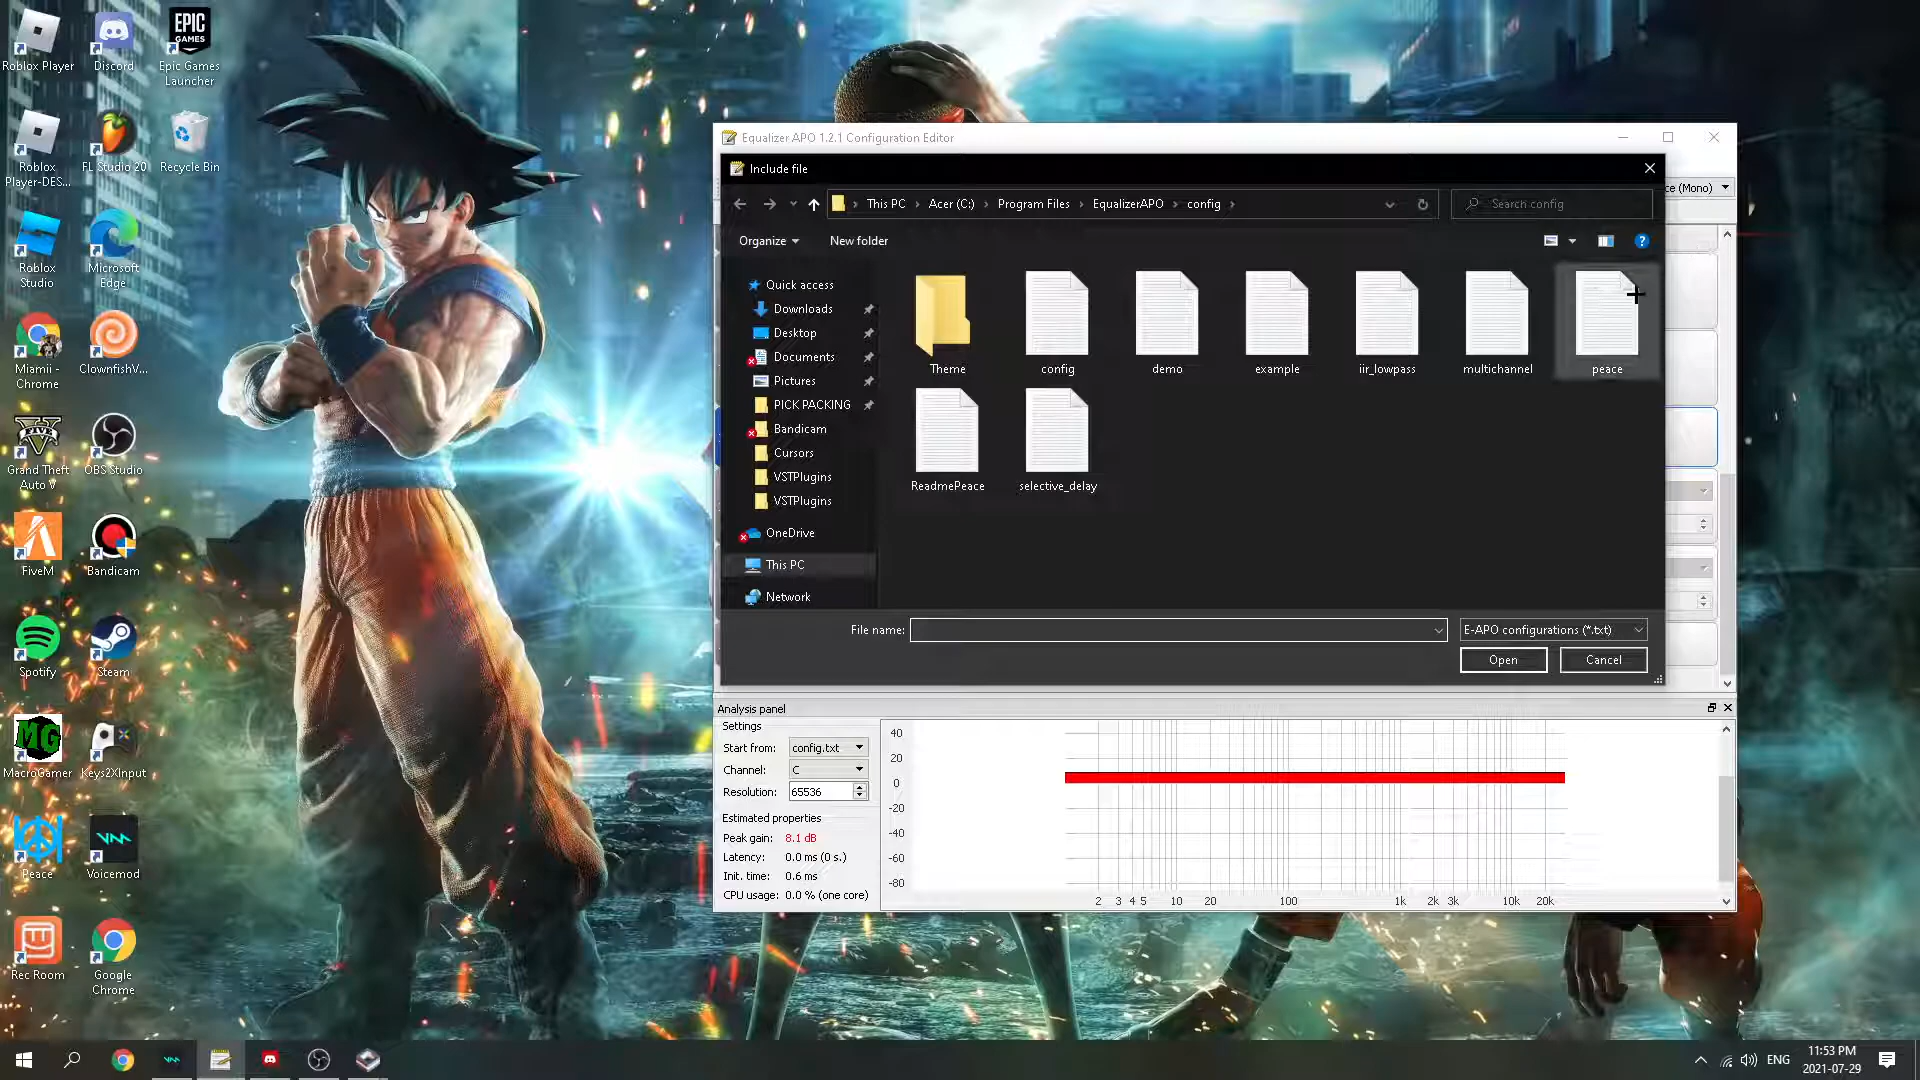 Roblox Player
Discord
Epic Games
Launcher
EPIC
GAMES
Roblox
Player-DES...
FL Studio 20
Recycle Bin
Roblox
Studio
Microsoft
Edge
Miamii -
Chrome
ClownfishV...
Grand Theft
Auto V
OBS Studio
FiveM
Bandicam
Spotify
Steam
MG
MacroGamer
Keys2XInput
Peace
Voicemod
Rec Room
Google
Chrome
Equalizer APO 1.2.1 Configuration Editor
Include file
This PC
Acer (C:)
Program Files
EqualizerAPO
config
Search config
ce (Mono)
Organize
New folder
Quick access
Downloads
Desktop
Documents
Pictures
PICK PACKING
Bandicam
Cursors
VSTPlugins
VSTPlugins
OneDrive
This PC
Network
Theme
config
demo
example
iir_lowpass
multichannel
peace
ReadmePeace
selective_delay
File name:
E-APO configurations (*.txt)
Open
Cancel
Analysis panel
Settings
Start from: config.txt
Channel: C
Resolution: 65536
Estimated properties
Peak gain: 8.1 dB
Latency: 0.0 ms (0 s.)
Init. time: 0.6 ms
CPU usage: 0.0 % (one core)
40
20
0
-20
-40
-60
-80
2 3 4 5 10 20 100 1k 2k 3k 10k 20k
ENG
11:53 PM
2021-07-29